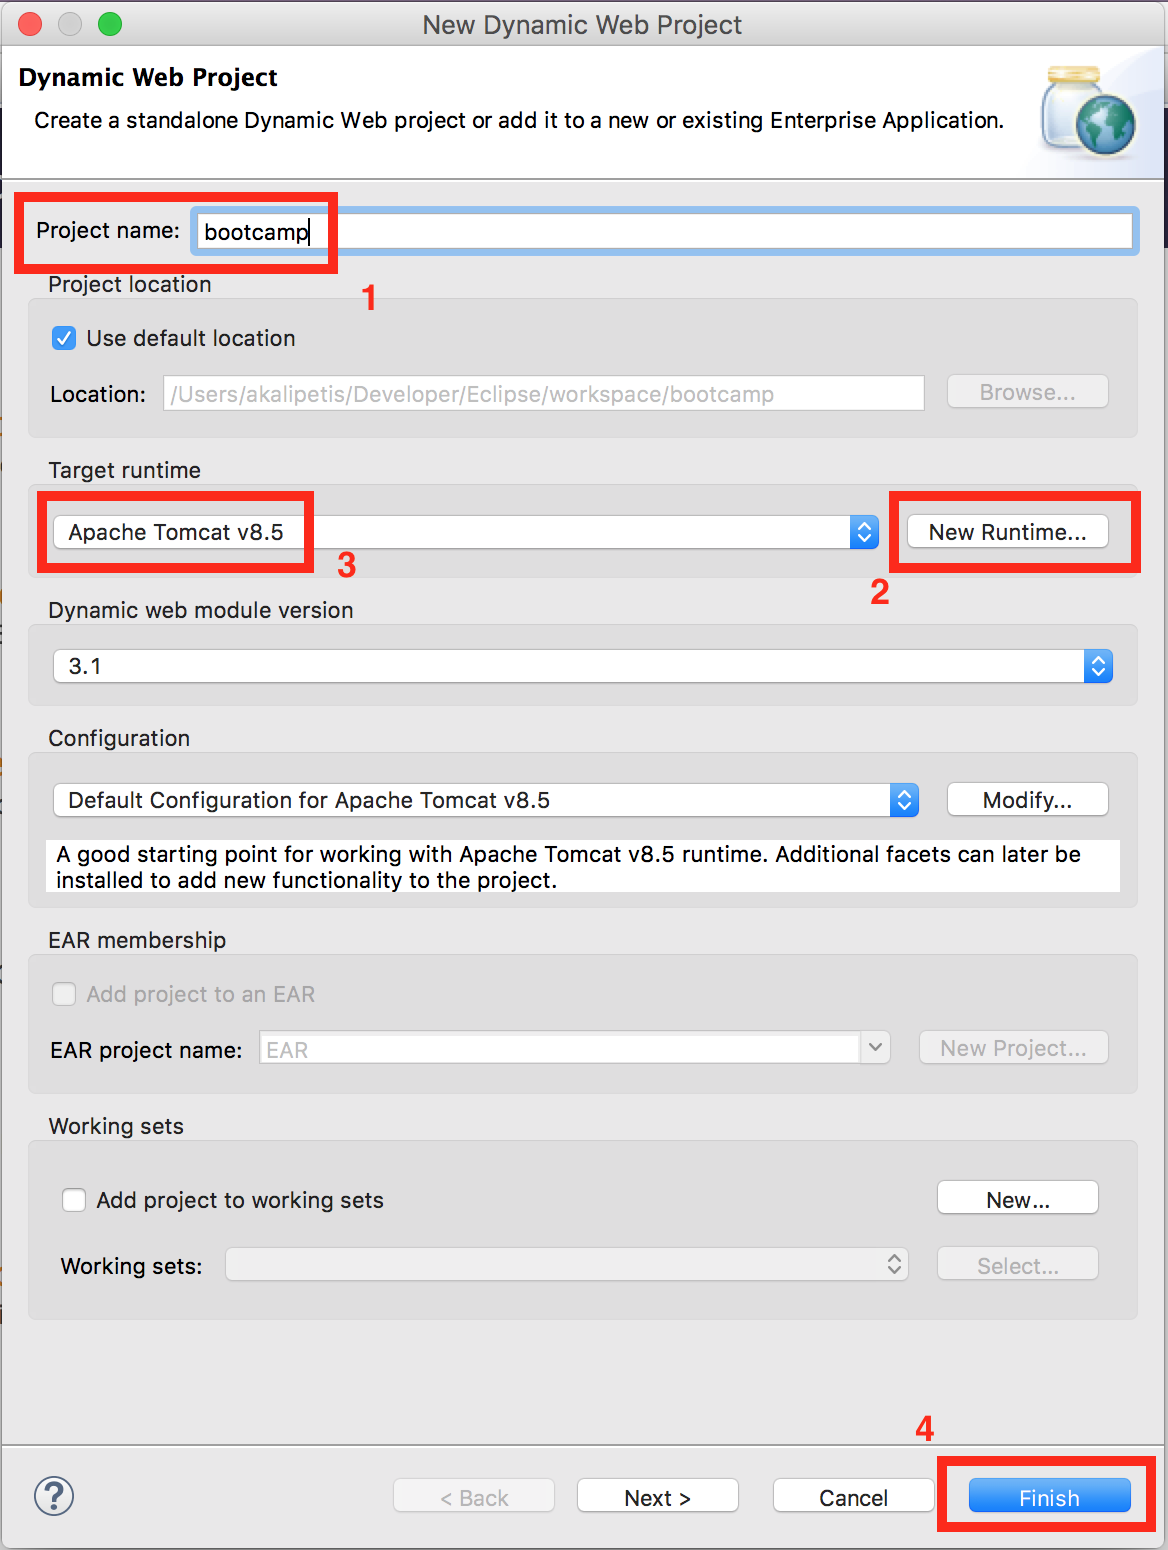 New Dynamic Web Project
Dynamic Web Project
Create a standalone Dynamic Web project or add it to a new or existing Enterprise Application.
Project name: bootcamp
1
Project location
Use default location
Location: /Users/akalipetis/Developer/Eclipse/workspace/bootcamp Browse...
Target runtime
Apache Tomcat v8.5 New Runtime...
3
2
Dynamic web module version
3.1
Configuration
Default Configuration for Apache Tomcat v8.5 Modify...
A good starting point for working with Apache Tomcat v8.5 runtime. Additional facets can later be
installed to add new functionality to the project.
EAR membership
Add project to an EAR
EAR project name: EAR New Project...
Working sets
Add project to working sets New...
Working sets: Select...
4
? < Back Next > Cancel Finish